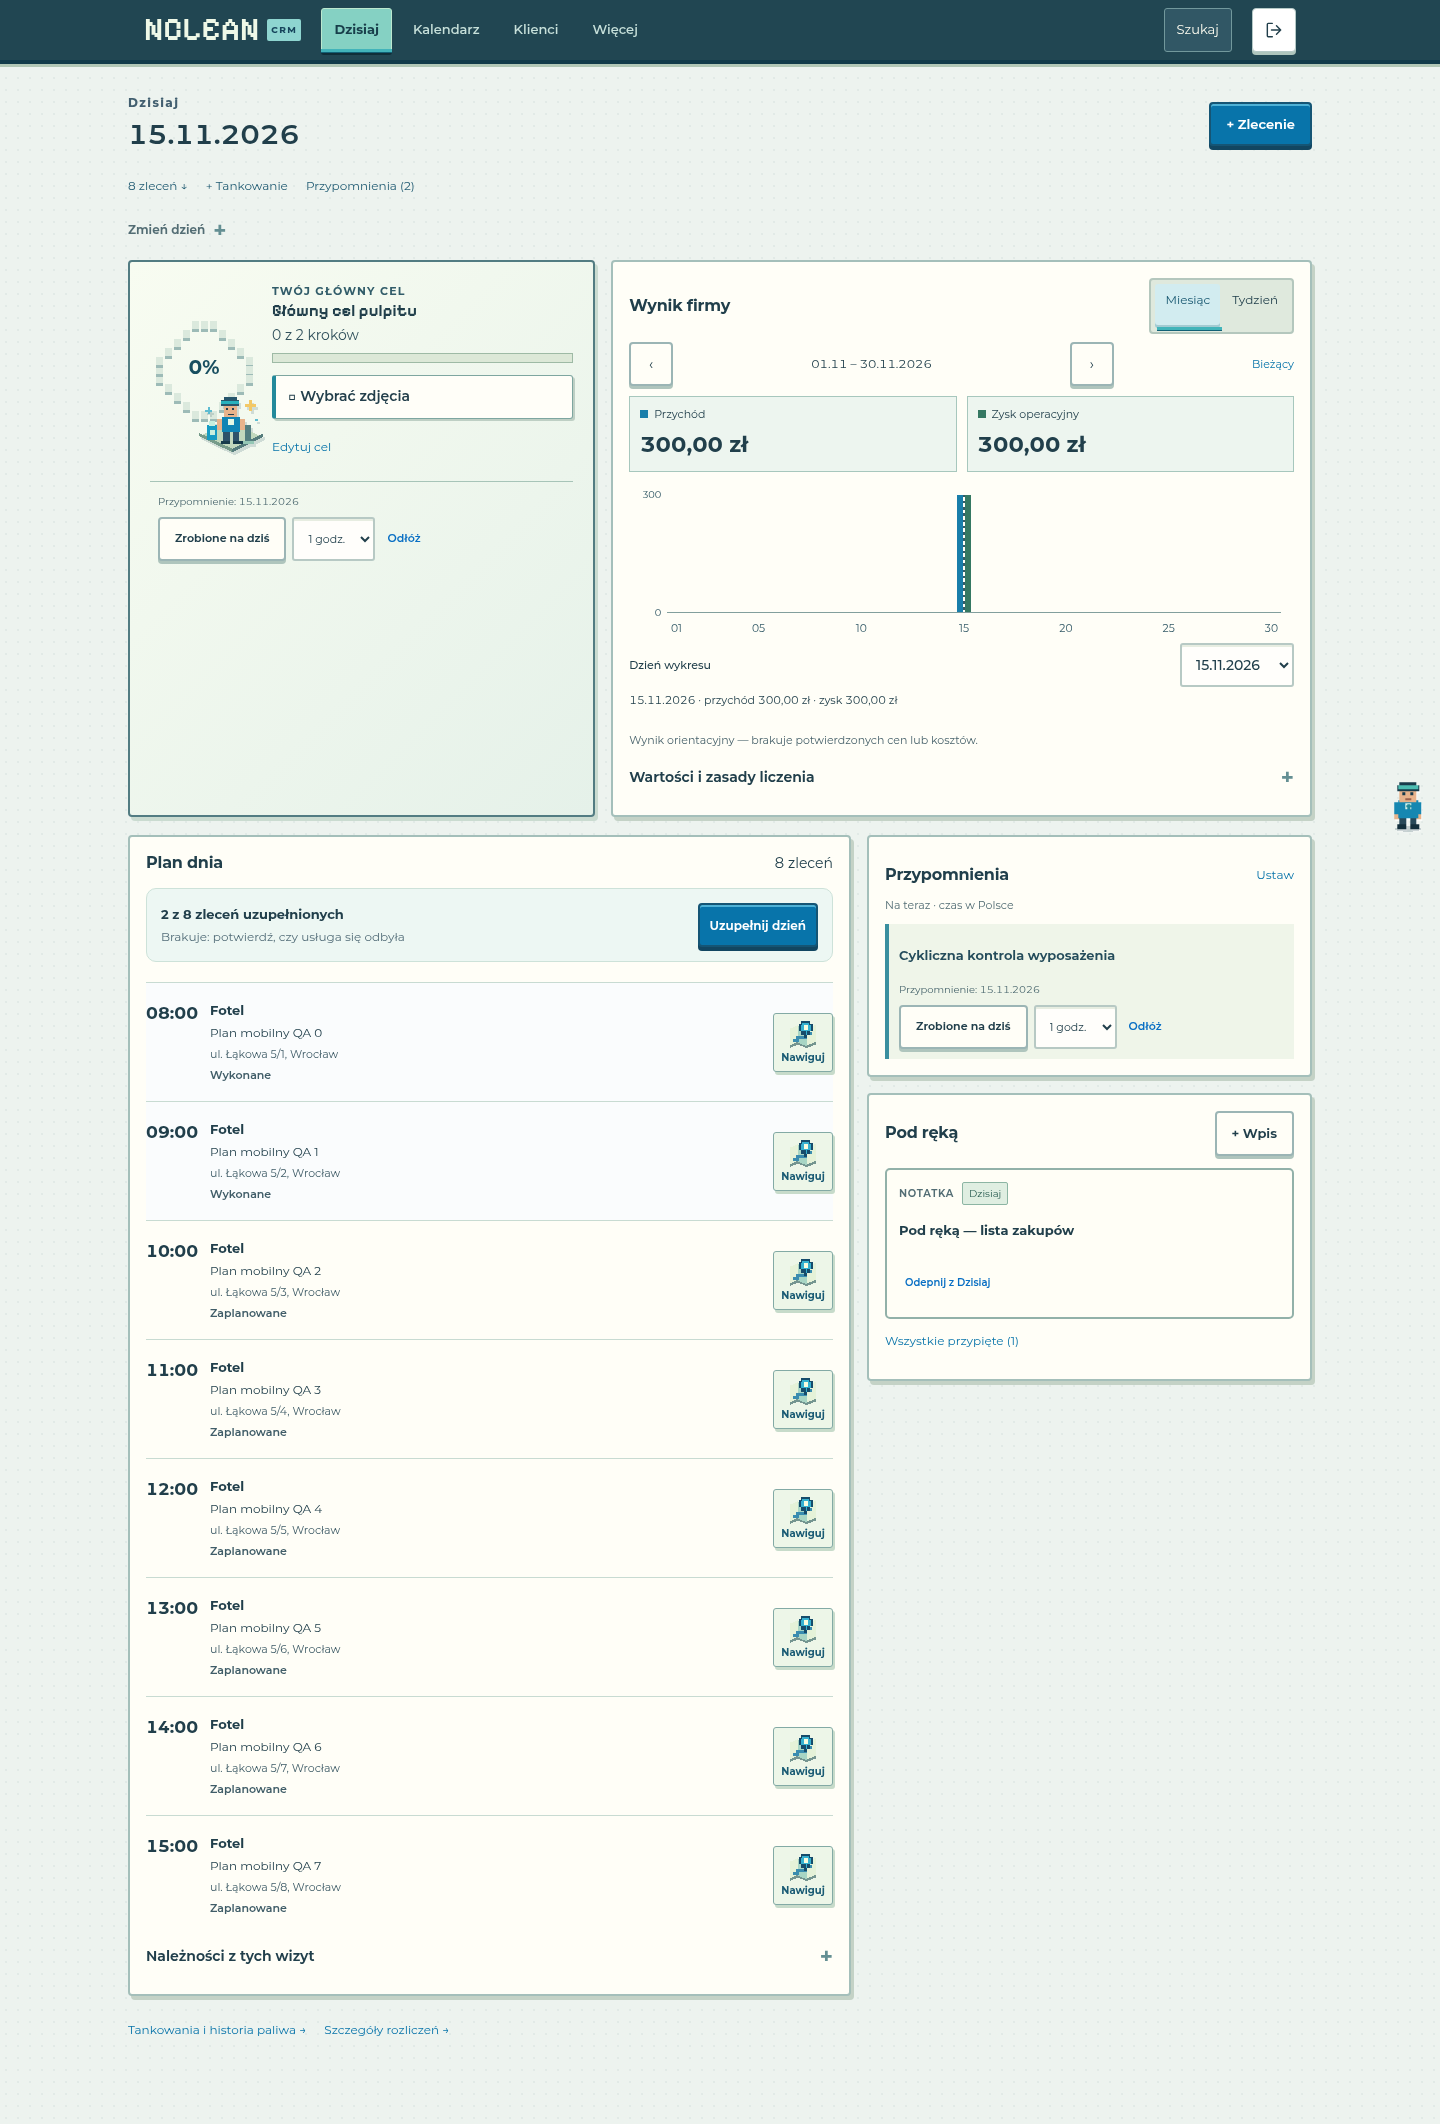 NOLEAN CRM Dzisiaj Kalendarz Klienci Więcej Szukaj
Dzisiaj
15.11.2026
+ Zlecenie
8 zleceń ↓ + Tankowanie Przypomnienia (2)
Zmień dzień +
TWÓJ GŁÓWNY CEL
Główny cel pulpitu
0 z 2 kroków
0%
Wybrać zdjęcia
Edytuj cel
Przypomnienie: 15.11.2026
Zrobione na dziś 1 godz. Odłóż
Wynik firmy
Miesiąc Tydzień
‹ 01.11 – 30.11.2026 › Bieżący
Przychód
300,00 zł
Zysk operacyjny
300,00 zł
300
0
01 05 10 15 20 25 30
Dzień wykresu 15.11.2026
15.11.2026 · przychód 300,00 zł · zysk 300,00 zł
Wynik orientacyjny — brakuje potwierdzonych cen lub kosztów.
Wartości i zasady liczenia +
Plan dnia 8 zleceń
2 z 8 zleceń uzupełnionych
Brakuje: potwierdź, czy usługa się odbyła
Uzupełnij dzień
08:00 Fotel
Plan mobilny QA 0
ul. Łąkowa 5/1, Wrocław
Wykonane
Nawiguj
09:00 Fotel
Plan mobilny QA 1
ul. Łąkowa 5/2, Wrocław
Wykonane
Nawiguj
10:00 Fotel
Plan mobilny QA 2
ul. Łąkowa 5/3, Wrocław
Zaplanowane
Nawiguj
11:00 Fotel
Plan mobilny QA 3
ul. Łąkowa 5/4, Wrocław
Zaplanowane
Nawiguj
12:00 Fotel
Plan mobilny QA 4
ul. Łąkowa 5/5, Wrocław
Zaplanowane
Nawiguj
13:00 Fotel
Plan mobilny QA 5
ul. Łąkowa 5/6, Wrocław
Zaplanowane
Nawiguj
14:00 Fotel
Plan mobilny QA 6
ul. Łąkowa 5/7, Wrocław
Zaplanowane
Nawiguj
15:00 Fotel
Plan mobilny QA 7
ul. Łąkowa 5/8, Wrocław
Zaplanowane
Nawiguj
Należności z tych wizyt +
Przypomnienia Ustaw
Na teraz · czas w Polsce
Cykliczna kontrola wyposażenia
Przypomnienie: 15.11.2026
Zrobione na dziś 1 godz. Odłóż
Pod ręką + Wpis
NOTATKA Dzisiaj
Pod ręką — lista zakupów
Odepnij z Dzisiaj
Wszystkie przypięte (1)
Tankowania i historia paliwa → Szczegóły rozliczeń →